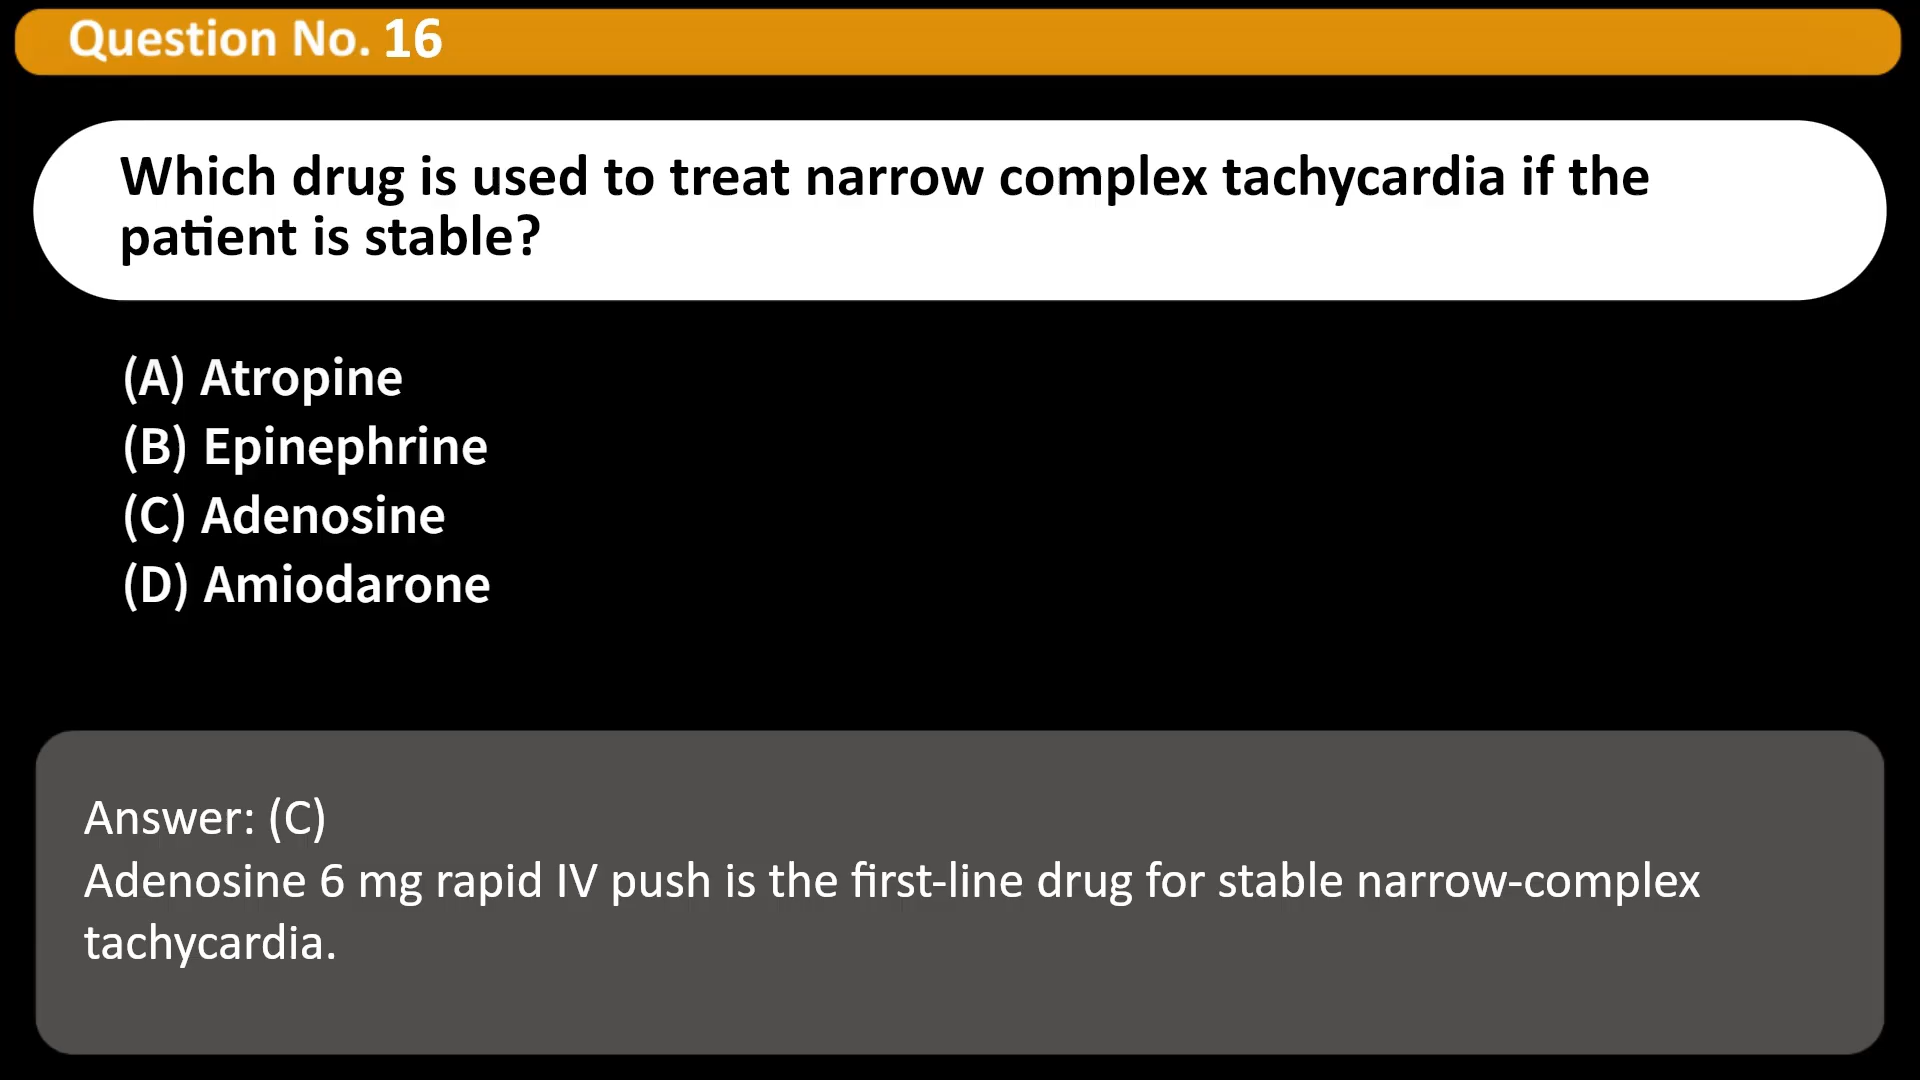 Question No. 16
Which drug is used to treat narrow complex tachycardia if the
patient is stable?
(A) Atropine
(B) Epinephrine
(C) Adenosine
(D) Amiodarone
Answer: (C)
Adenosine 6 mg rapid IV push is the first-line drug for stable narrow-complex
tachycardia.